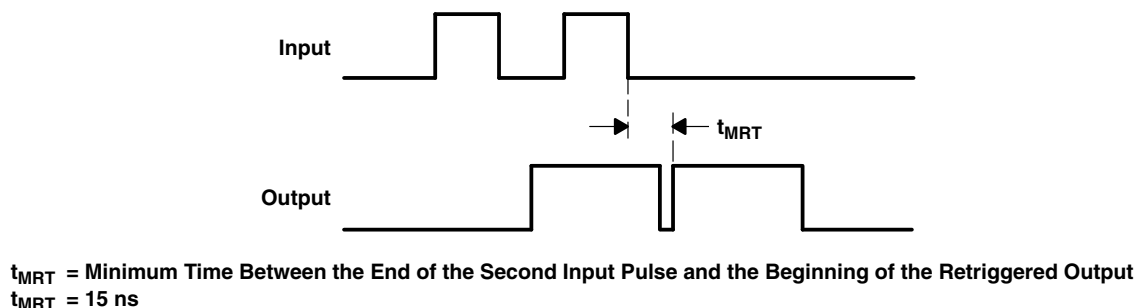 Input
tMRT
Output
tMRT = Minimum Time Between the End of the Second Input Pulse and the Beginning of the Retriggered Output
tMRT = 15 ns